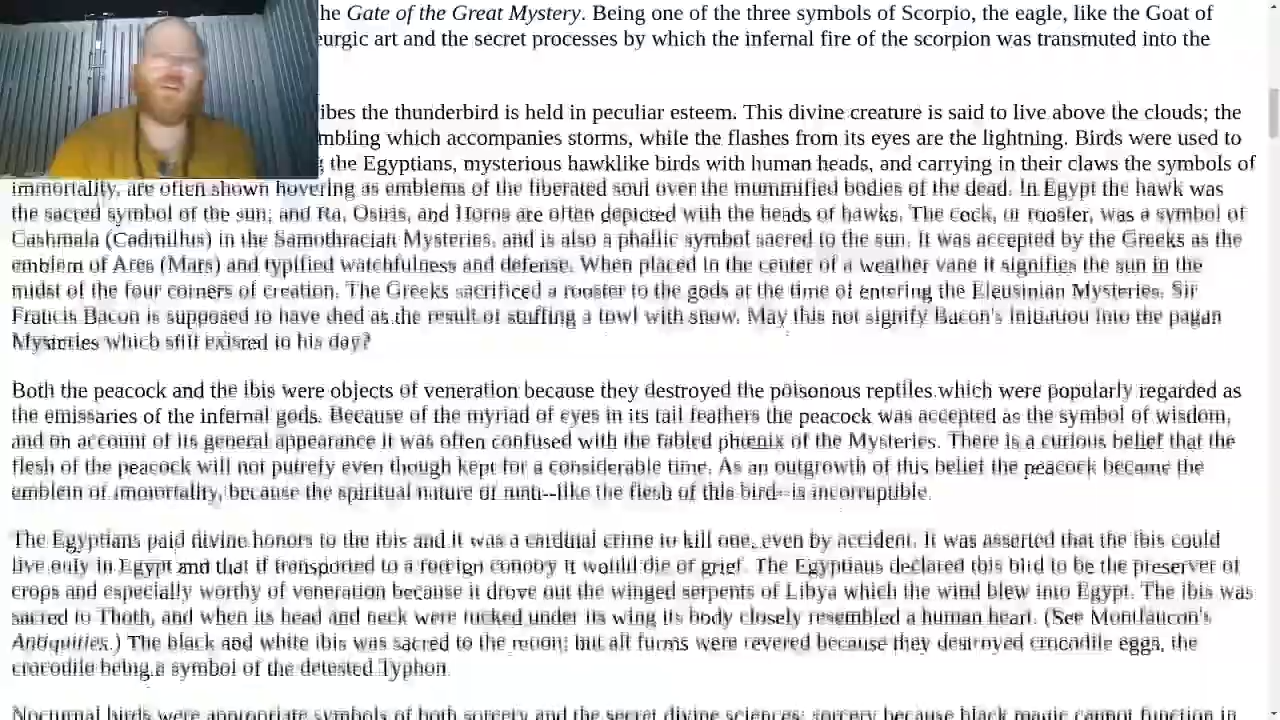 he Gate of the Great Mystery. Being one of the three symbols of Scorpio, the eagle, like the Goat of
eurgic art and the secret processes by which the infernal fire of the scorpion was transmuted into the
ibes the thunderbird is held in peculiar esteem. This divine creature is said to live above the clouds; the
mbling which accompanies storms, while the flashes from its eyes are the lightning. Birds were used to
the Egyptians, mysterious hawklike birds with human heads, and carrying in their claws the symbols of
immortality, are often shown hovering as emblems of the liberated soul over the mummified bodies of the dead. In Egypt the hawk was
the sacred symbol of the sun; and Ra, Osiris, and Horus are often depicted with the heads of hawks. The cock, or rooster, was a symbol of
Cashmala (Cadmillus) in the Samothracian Mysteries, and is also a phallic symbol sacred to the sun. It was accepted by the Greeks as the
emblem of Ares (Mars) and typified watchfulness and defense. When placed in the center of a weather vane it signifies the sun in the
midst of the four corners of creation. The Greeks sacrificed a rooster to the gods at the time of entering the Eleusinian Mysteries. Sir
Francis Bacon is supposed to have died as the result of stuffing a fowl with snow. May this not signify Bacon's initiation into the pagan
Mysteries which still existed in his day?
Both the peacock and the ibis were objects of veneration because they destroyed the poisonous reptiles which were popularly regarded as
the emissaries of the infernal gods. Because of the myriad of eyes in its tail feathers the peacock was accepted as the symbol of wisdom,
and on account of its general appearance it was often confused with the fabled phœnix of the Mysteries. There is a curious belief that the
flesh of the peacock will not putrefy even though kept for a considerable time. As an outgrowth of this belief the peacock became the
emblem of immortality, because the spiritual nature of man--like the flesh of this bird--is incorruptible.
The Egyptians paid divine honors to the ibis and it was a cardinal crime to kill one, even by accident. It was asserted that the ibis could
live only in Egypt and that if transported to a foreign country it would die of grief. The Egyptians declared this bird to be the preserver of
crops and especially worthy of veneration because it drove out the winged serpents of Libya which the wind blew into Egypt. The ibis was
sacred to Thoth, and when its head and neck were tucked under its wing its body closely resembled a human heart. (See Montfaucon's
Antiquities.) The black and white ibis was sacred to the moon; but all forms were revered because they destroyed crocodile eggs, the
crocodile being a symbol of the detested Typhon.
Nocturnal birds were appropriate symbols of both sorcery and the secret divine sciences: sorcery because black magic cannot function in